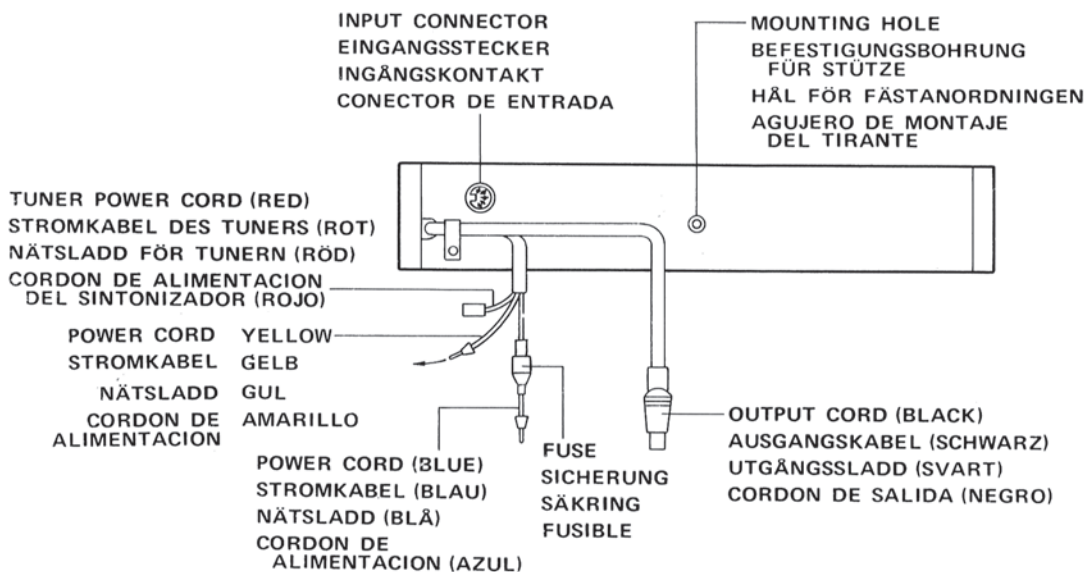 INPUT CONNECTOR
EINGANGSSTECKER
INGÅNGSKONTAKT
CONECTOR DE ENTRADA
MOUNTING HOLE
BEFESTIGUNGSBOHRUNG
FÜR STÜTZE
HÅL FÖR FÄSTANORDNINGEN
AGUJERO DE MONTAJE
DEL TIRANTE
TUNER POWER CORD (RED)
STROMKABEL DES TUNERS (ROT)
NÄTSLADD FÖR TUNERN (RÖD)
CORDON DE ALIMENTACION
DEL SINTONIZADOR (ROJO)
POWER CORD YELLOW
STROMKABEL GELB
NÄTSLADD GUL
CORDON DE AMARILLO
ALIMENTACION
POWER CORD (BLUE)
STROMKABEL (BLAU)
NÄTSLADD (BLÅ)
CORDON DE
ALIMENTACION (AZUL)
FUSE
SICHERUNG
SÄKRING
FUSIBLE
OUTPUT CORD (BLACK)
AUSGANGSKABEL (SCHWARZ)
UTGÅNGSSLADD (SVART)
CORDON DE SALIDA (NEGRO)